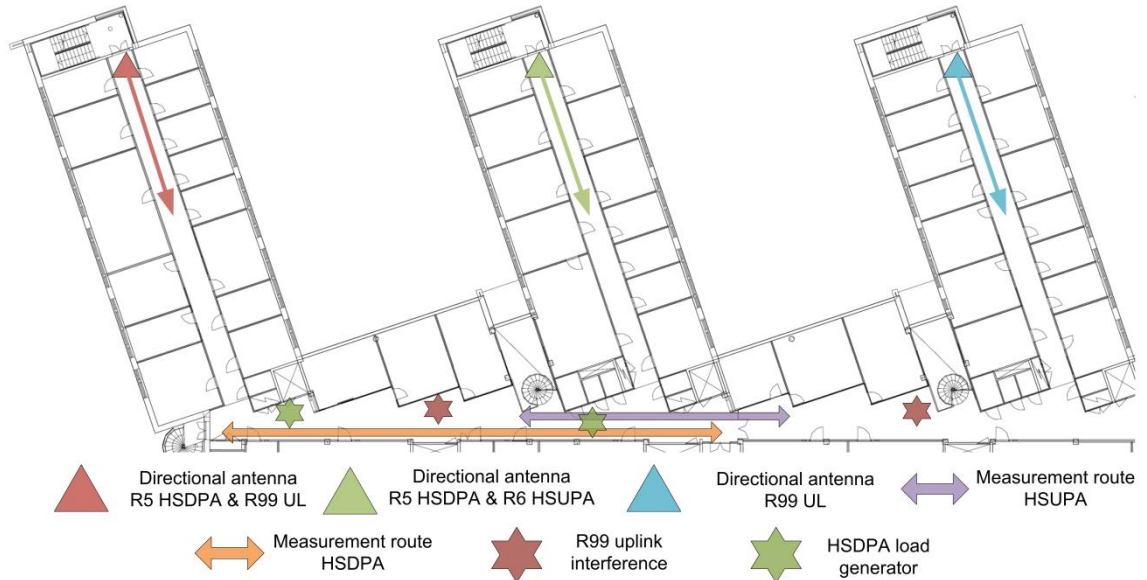 Directional antenna
R5 HSDPA & R99 UL
Directional antenna
R5 HSDPA & R6 HSUPA
Directional antenna
R99 UL
Measurement route
HSUPA
Measurement route
HSDPA
R99 uplink
interference
HSDPA load
generator